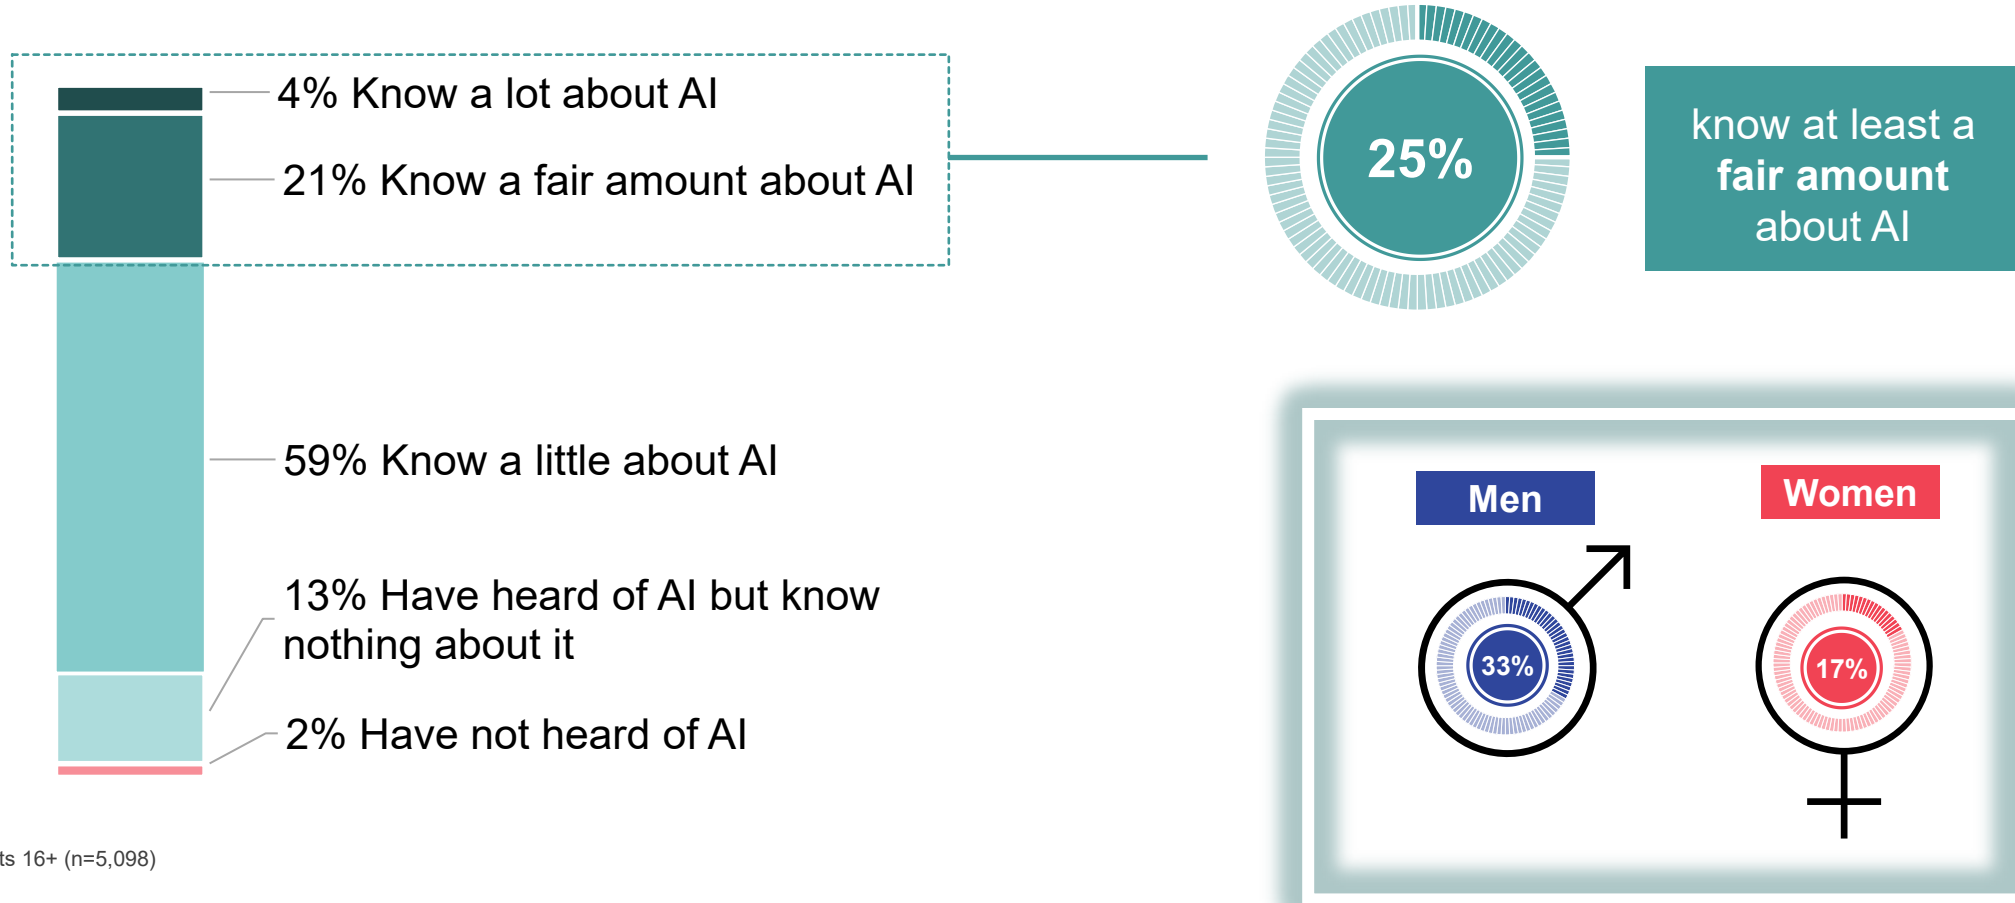 4% Know a lot about AI
21% Know a fair amount about AI
59% Know a little about AI
13% Have heard of AI but know
nothing about it
2% Have not heard of AI
25%
know at least a
fair amount
about AI
Men
Women
33%
17%
16+ (n=5,098)